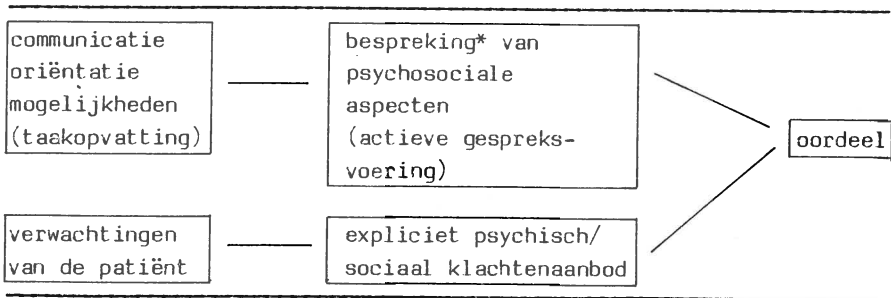 communicatie
oriëntatie
mogelijkheden
(taakopvatting)
bespreking* van
psychosociale
aspecten
(actieve gespreks-
voering)
oordeel
verwachtingen
van de patiënt
expliciet psychisch/
sociaal klachtenaanbod